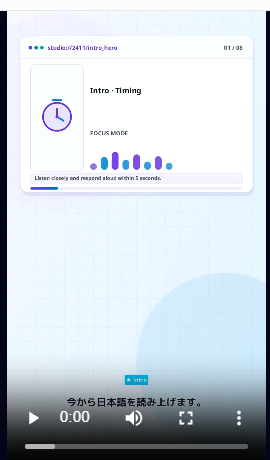 studio://2411/intro_hero
01 / 08
Intro · Timing
FOCUS MODE
Listen closely and respond aloud within 5 seconds.
★ Intro
今から日本語を読み上げます。
0:00